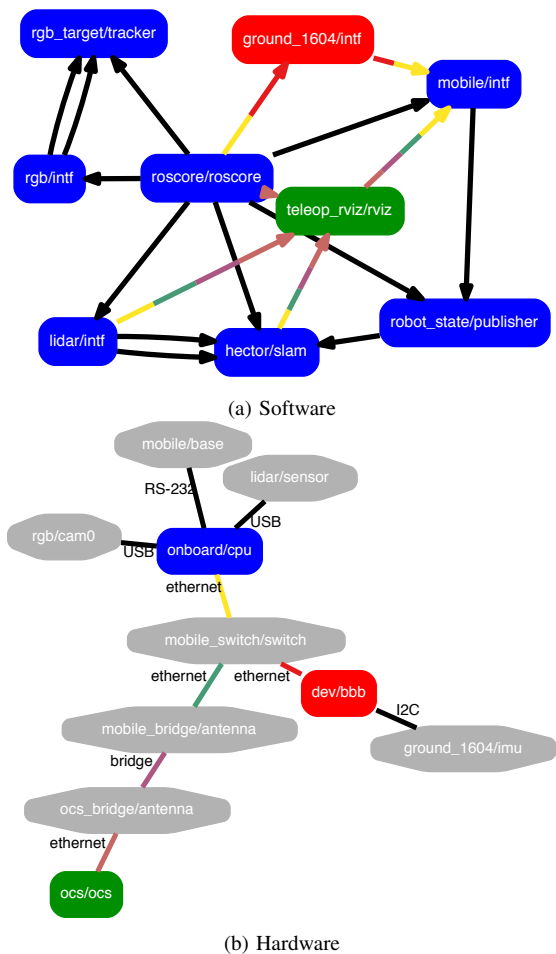 rgb_target/tracker
ground_1604/intf
mobile/intf
rgb/intf
roscore/roscore
teleop_rviz/rviz
lidar/intf
hector/slam
robot_state/publisher
(a) Software
mobile/base
lidar/sensor
RS-232
rgb/cam0
USB
USB
onboard/cpu
ethernet
mobile_switch/switch
ethernet
ethernet
dev/bbb
I2C
mobile_bridge/antenna
ground_1604/imu
bridge
ocs_bridge/antenna
ethernet
ocs/ocs
(b) Hardware